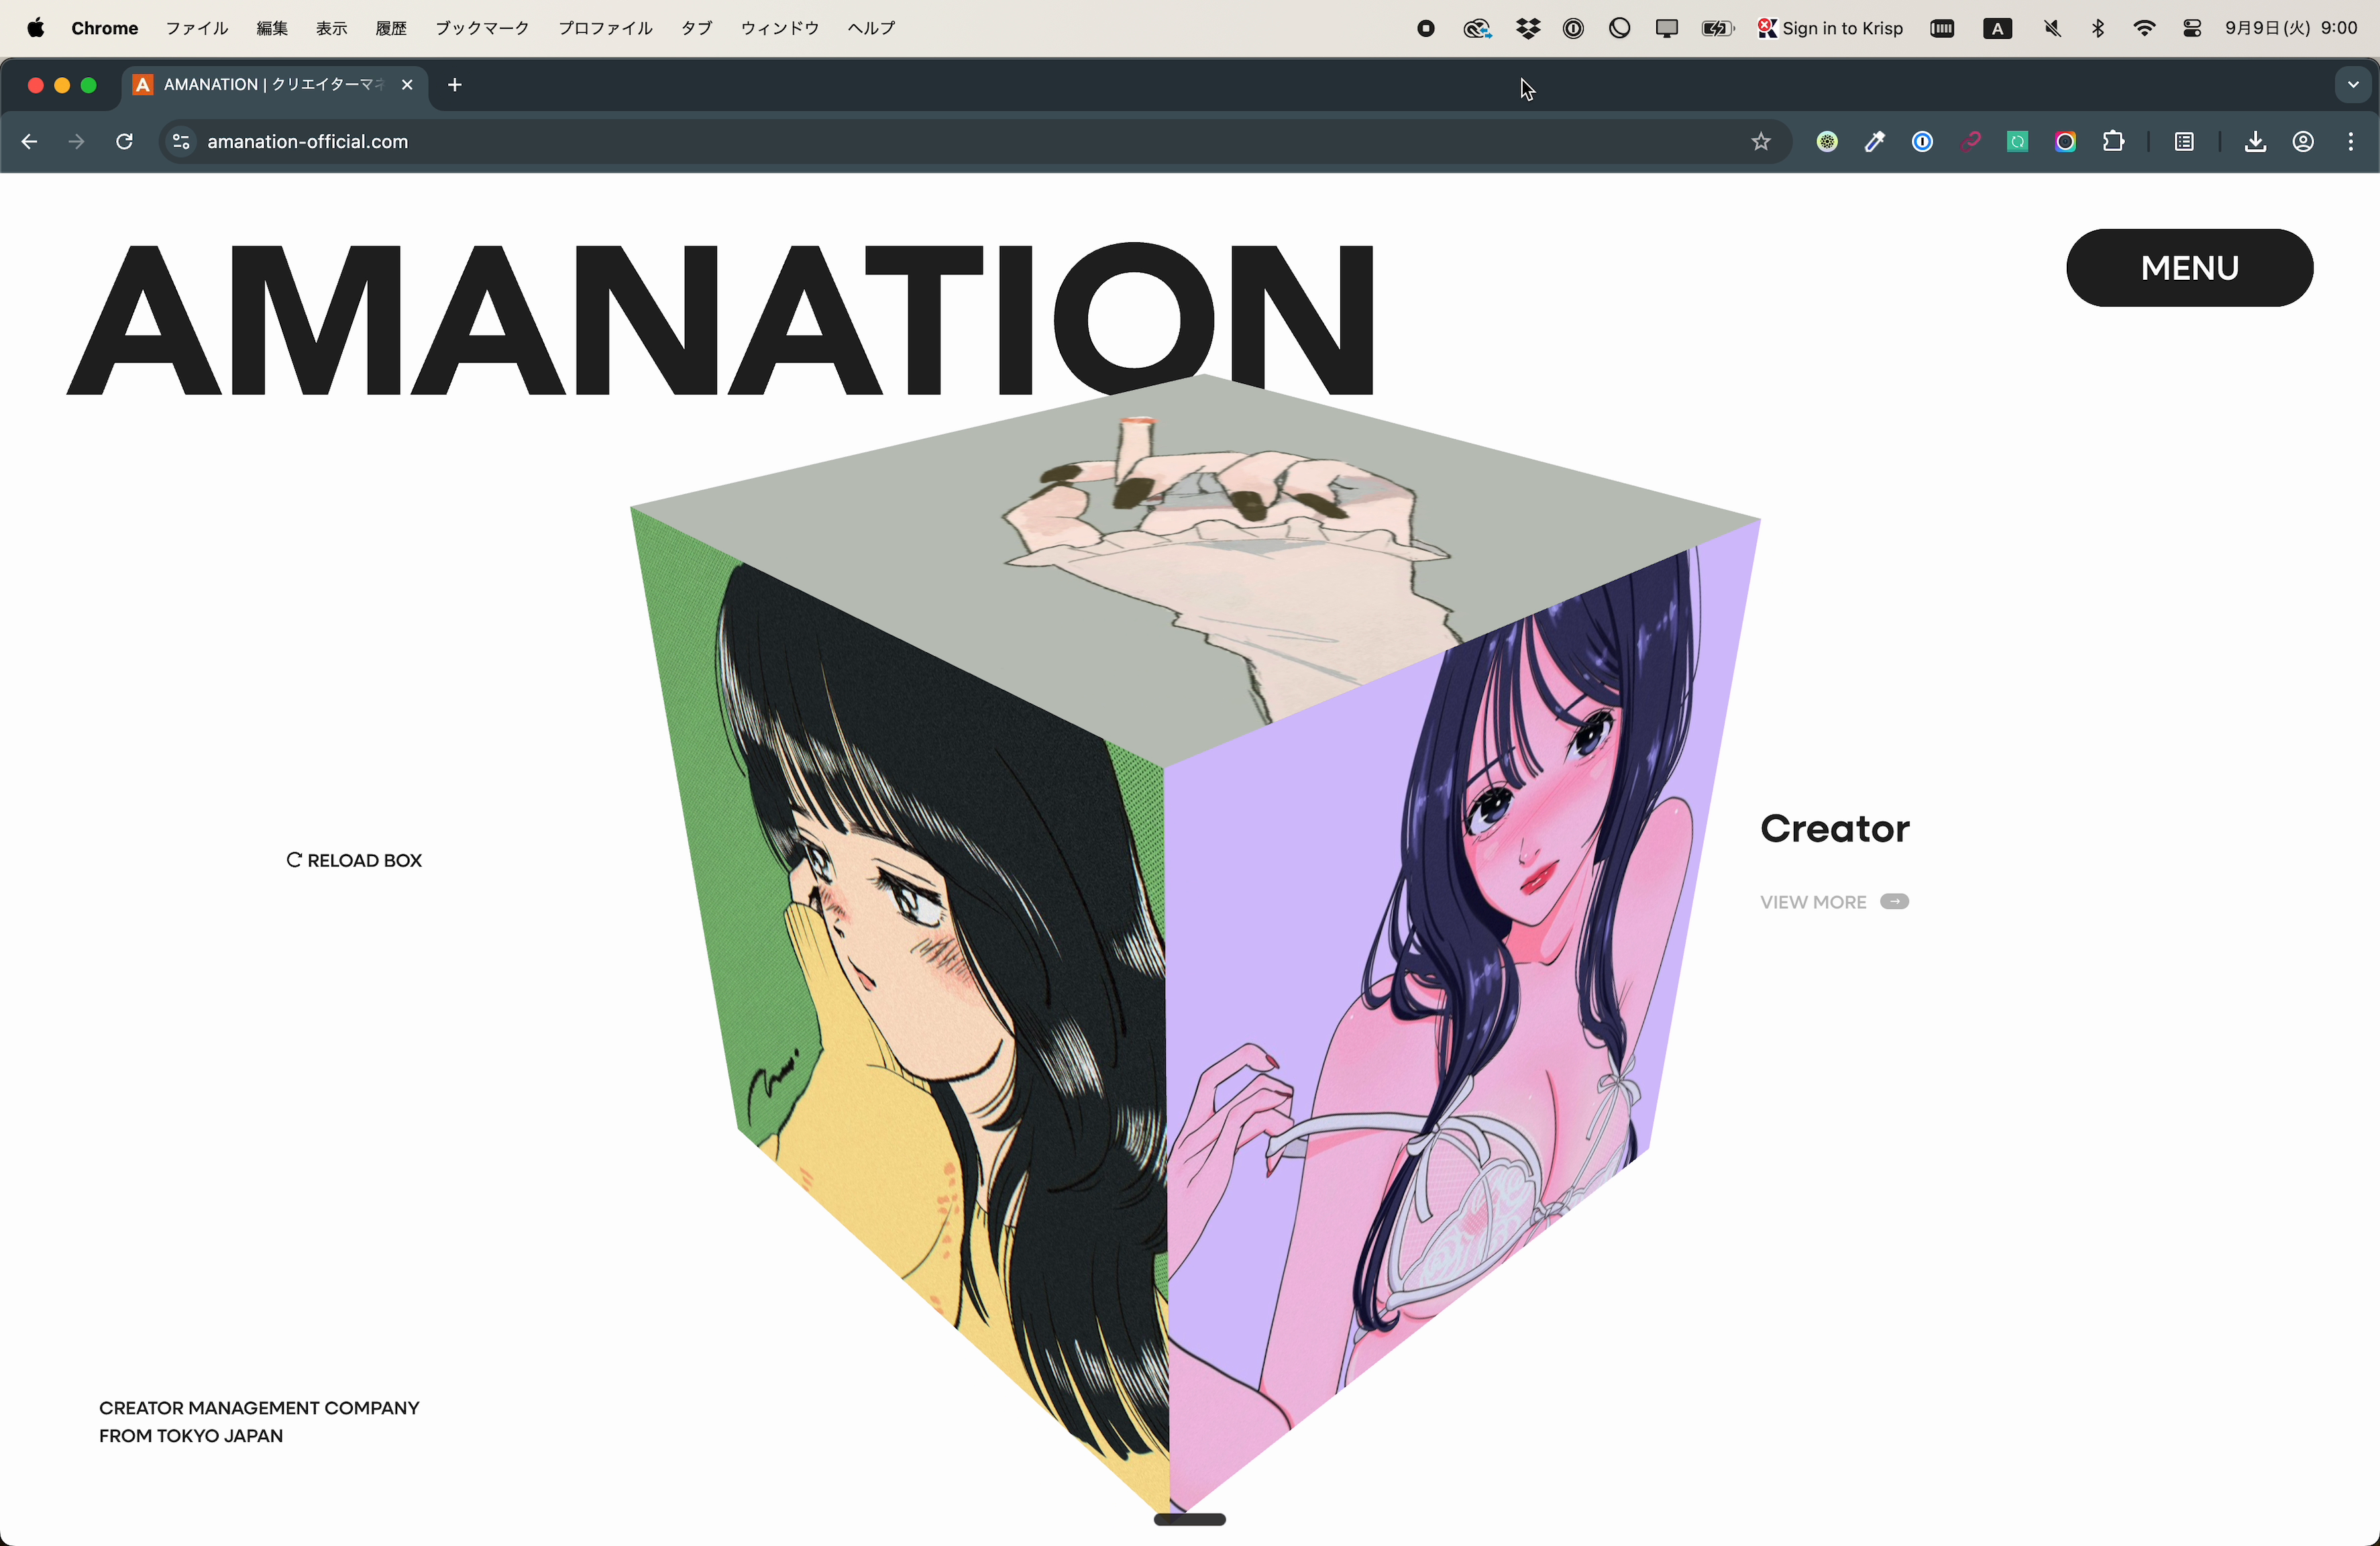 Chrome ファイル 編集 表示 履歴 ブックマーク プロファイル タブ ウィンドウ ヘルプ Sign in to Krisp A 9月9日(火) 9:00
A AMANATION | クリエイターマネ
amanation-official.com
AMANATION
MENU
Creator
RELOAD BOX
VIEW MORE
CREATOR MANAGEMENT COMPANY
FROM TOKYO JAPAN